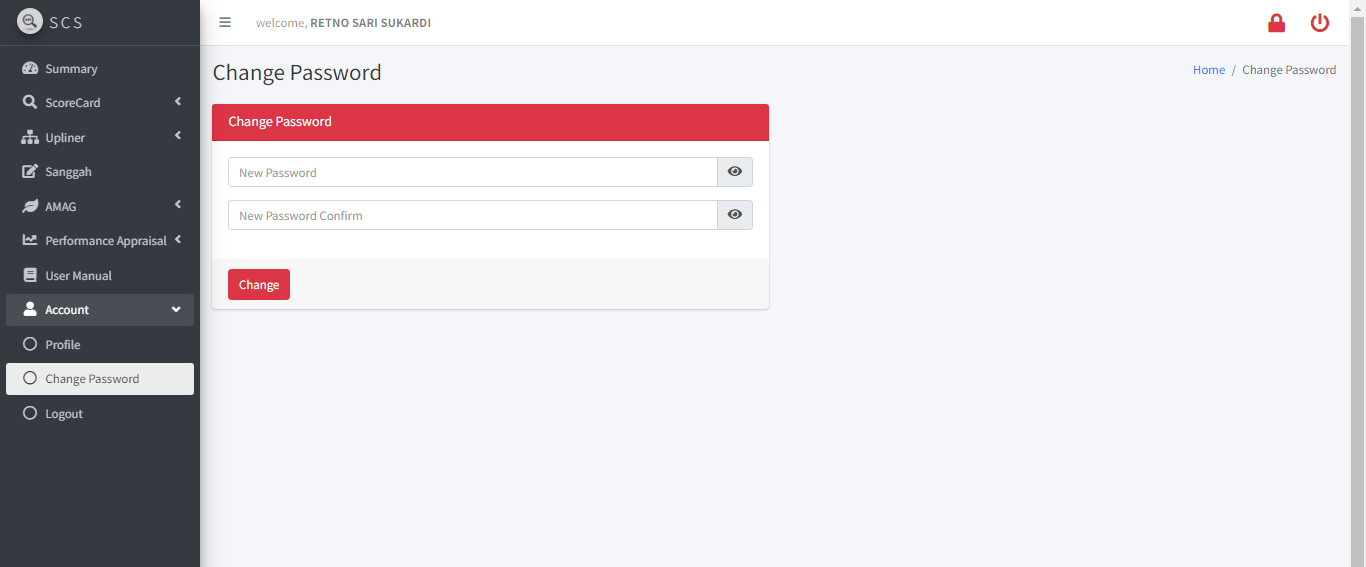 SCS
welcome, RETNO SARI SUKARDI
Summary
ScoreCard
Upliner
Sanggah
AMAG
Performance Appraisal
User Manual
Account
Profile
Change Password
Logout
Change Password
Home / Change Password
Change Password
New Password
New Password Confirm
Change